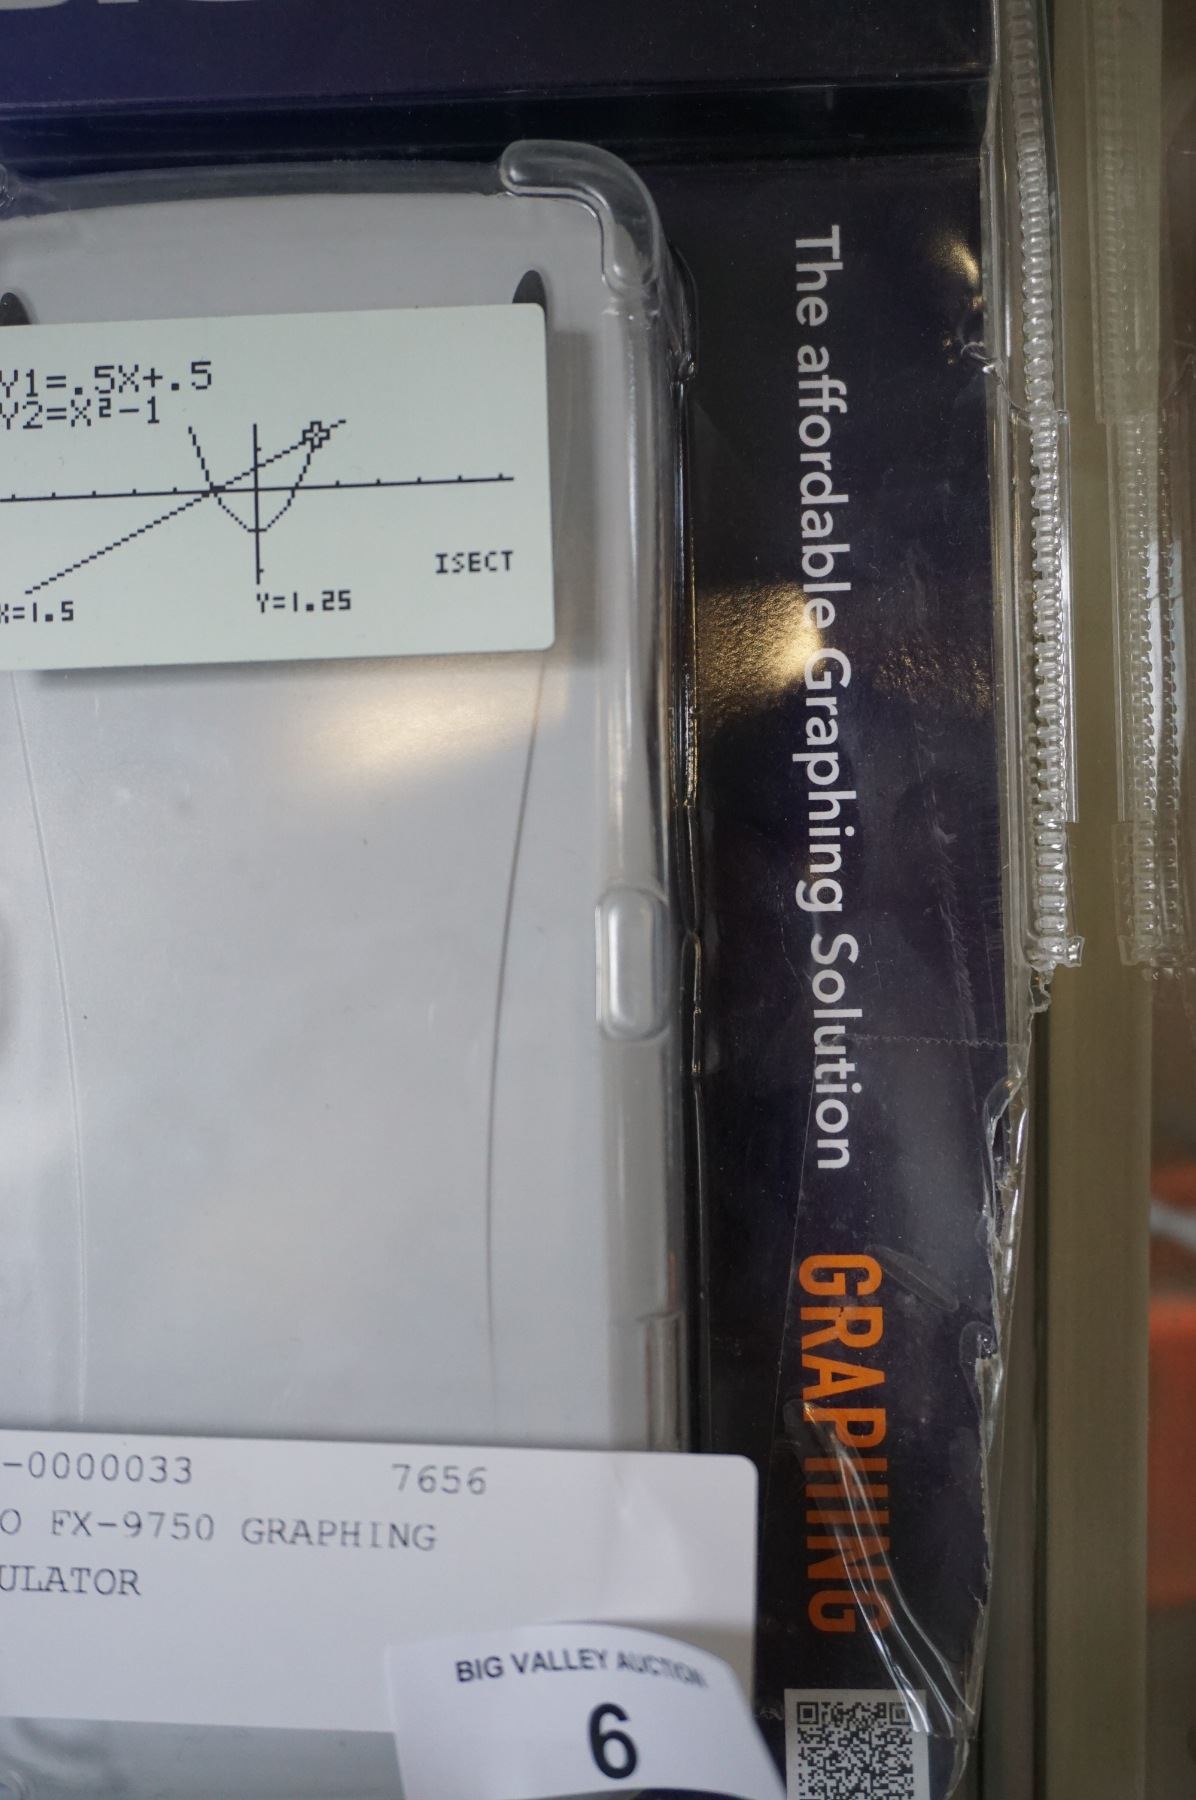 Y1=.5X+.5
Y2=X²-1
ISECT
X=1.5 Y=1.25
The affordable Graphing Solution GRAPHING
-0000033 7656
O FX-9750 GRAPHING
ULATOR
BIG VALLEY AUCTION
6